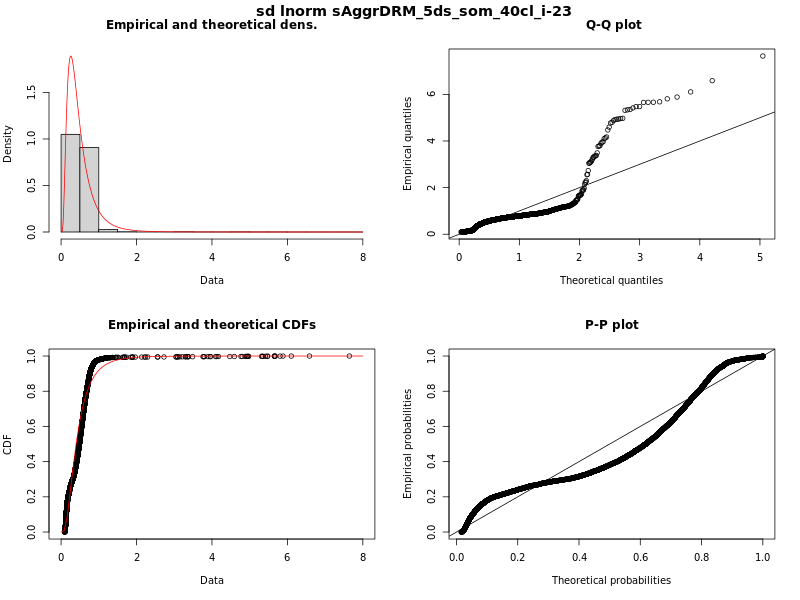 sd lnorm sAggrDRM_5ds_som_40cl_i-23
Empirical and theoretical dens.
Density
0.0 0.5 1.0 1.5
0 2 4 6 8
Data
Q-Q plot
Empirical quantiles
0 2 4 6
0 1 2 3 4 5
Theoretical quantiles
Empirical and theoretical CDFs
CDF
0.0 0.2 0.4 0.6 0.8 1.0
0 2 4 6 8
Data
P-P plot
Empirical probabilities
0.0 0.2 0.4 0.6 0.8 1.0
0.0 0.2 0.4 0.6 0.8 1.0
Theoretical probabilities